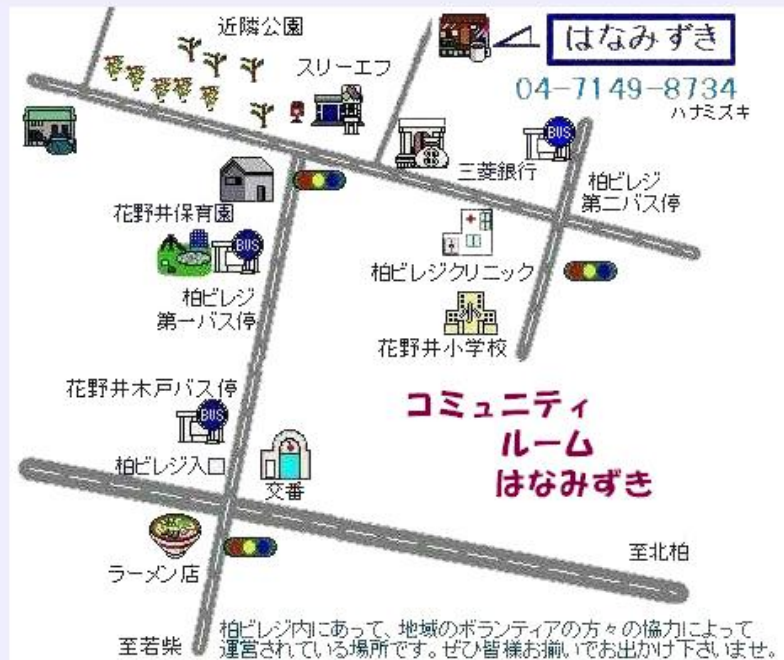 近隣公園
はなみずき
スリーエフ
04-7149-8734
ハナミズキ
BUS
三菱銀行
柏ビレジ
第二バス停
花野井保育園
BUS
柏ビレジクリニック
柏ビレジ
第一バス停
小
花野井小学校
花野井木戸バス停
コミュニティ
ルーム
はなみずき
BUS
柏ビレジ入口
交番
至北柏
ラーメン店
至若柴
柏ビレジ内にあって、地域のボランティアの方々の協力によって
運営されている場所です。ぜひ皆様お揃いでお出かけ下さいませ。